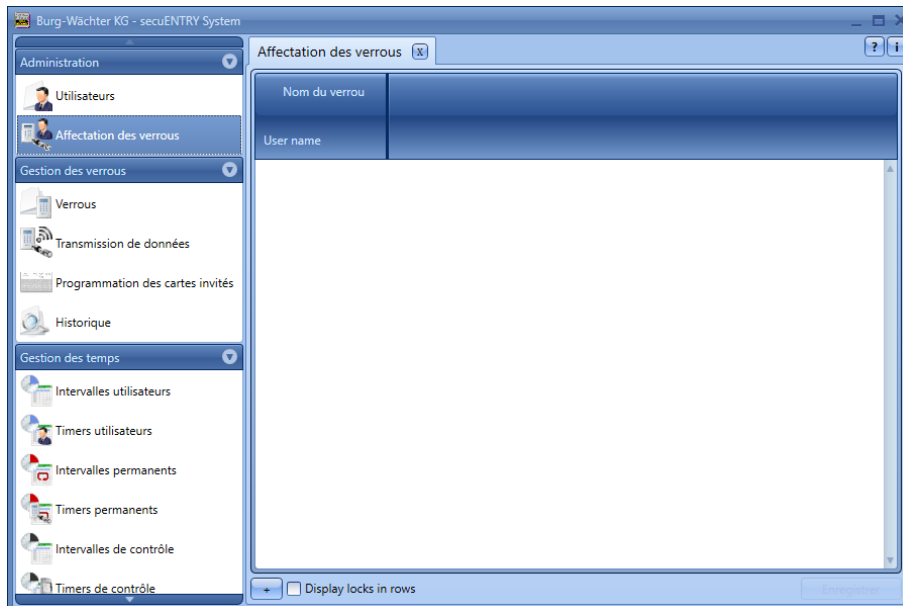 Burg-Wächter KG - secuENTRY System
Administration
Utilisateurs
Affectation des verrous
Gestion des verrous
Verrous
Transmission de données
Programmation des cartes invités
Historique
Gestion des temps
Intervalles utilisateurs
Timers utilisateurs
Intervalles permanents
Timers permanents
Intervalles de contrôle
Timers de contrôle
Affectation des verrous X
? i
Nom du verrou
User name
+ Display locks in rows
Enregistrer